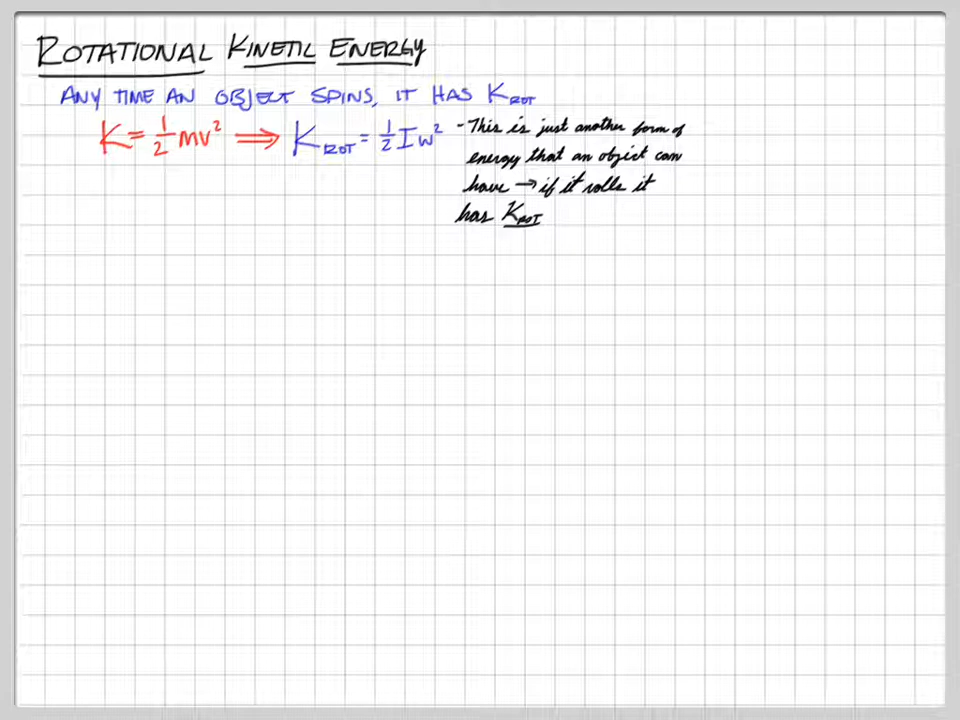 ROTATIONAL KINETIC ENERGY
ANY TIME AN OBJECT SPINS, IT HAS K_ROT
K = 1/2 mv² ⟹ K_ROT = 1/2 Iω² - This is just another form of
energy that an object can
have → if it rolls it
has K_ROT